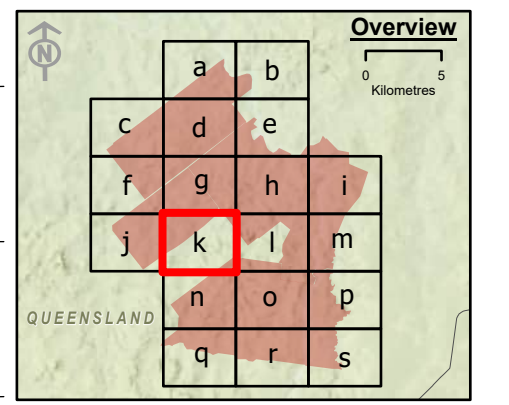 Overview
N
0 5
Kilometres
a b
c d e
f g h i
j k l m
n o p
QUEENSLAND
q r s